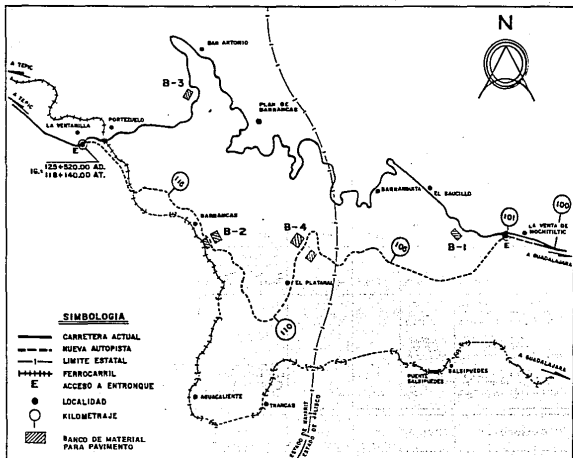 N
SAN ANTONIO
A TEPIC
A TEPIC
B-3
PLAN DE
BARRANCAS
LA VENTANILLA
PORTEZUELO
E
125+520.00 AD.
118+140.00 AT.
BARRANQUITA
EL SAUCILLO
101
100
LA VENTA DE
MOCHITILTIC
E
A GUADALAJARA
B-1
BARRANCAS
B-2
B-4
EL PLATANAR
110
A GUADALAJARA
PUENTE
SALSIPUEDES
SALSIPUEDES
AGUACALIENTE
TRANCAS
ESTADO DE NAYARIT
ESTADO DE JALISCO
SIMBOLOGIA
CARRETERA ACTUAL
NUEVA AUTOPISTA
LIMITE ESTATAL
FERROCARRIL
E ACCESO A ENTRONQUE
LOCALIDAD
KILOMETRAJE
BANCO DE MATERIAL
PARA PAVIMENTO